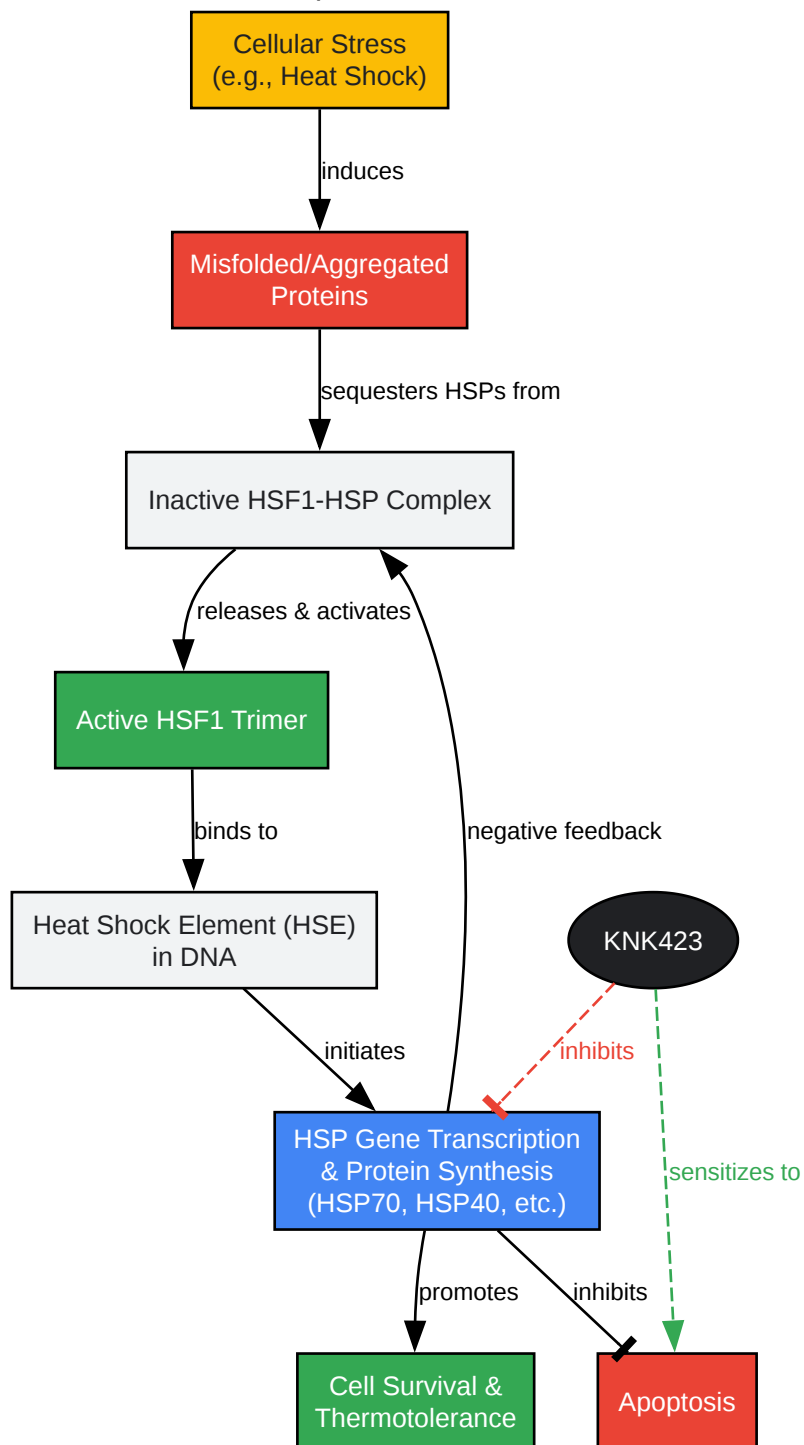 Cellular Stress
(e.g., Heat Shock)
induces
Misfolded/Aggregated
Proteins
sequesters HSPs from
Inactive HSF1-HSP Complex
releases & activates
Active HSF1 Trimer
binds to
negative feedback
Heat Shock Element (HSE)
in DNA
KNK423
initiates
inhibits
HSP Gene Transcription
& Protein Synthesis
(HSP70, HSP40, etc.)
sensitizes to
promotes
inhibits
Cell Survival &
Thermotolerance
Apoptosis